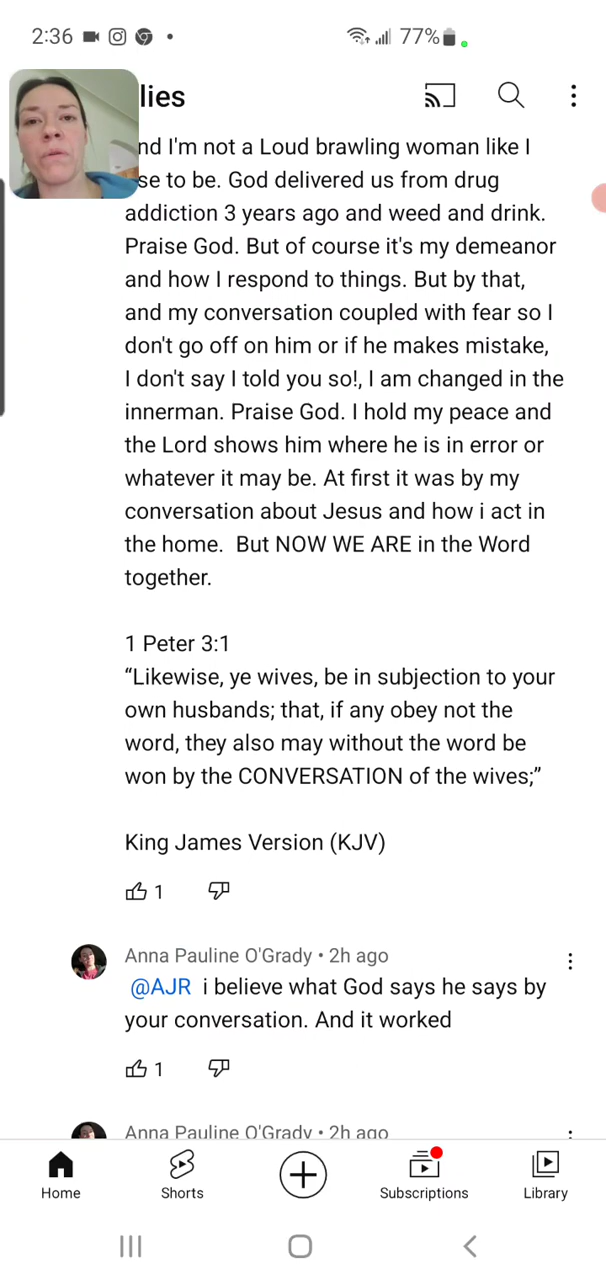 2:36
77%
lies
nd I'm not a Loud brawling woman like I
se to be. God delivered us from drug
addiction 3 years ago and weed and drink.
Praise God. But of course it's my demeanor
and how I respond to things. But by that,
and my conversation coupled with fear so I
don't go off on him or if he makes mistake,
I don't say I told you so!, I am changed in the
innerman. Praise God. I hold my peace and
the Lord shows him where he is in error or
whatever it may be. At first it was by my
conversation about Jesus and how i act in
the home.  But NOW WE ARE in the Word
together.
1 Peter 3:1
“Likewise, ye wives, be in subjection to your
own husbands; that, if any obey not the
word, they also may without the word be
won by the CONVERSATION of the wives;”
King James Version (KJV)
1
Anna Pauline O'Grady • 2h ago
@AJR  i believe what God says he says by
your conversation. And it worked
1
Anna Pauline O'Grady • 2h ago
Home
Shorts
Subscriptions
Library